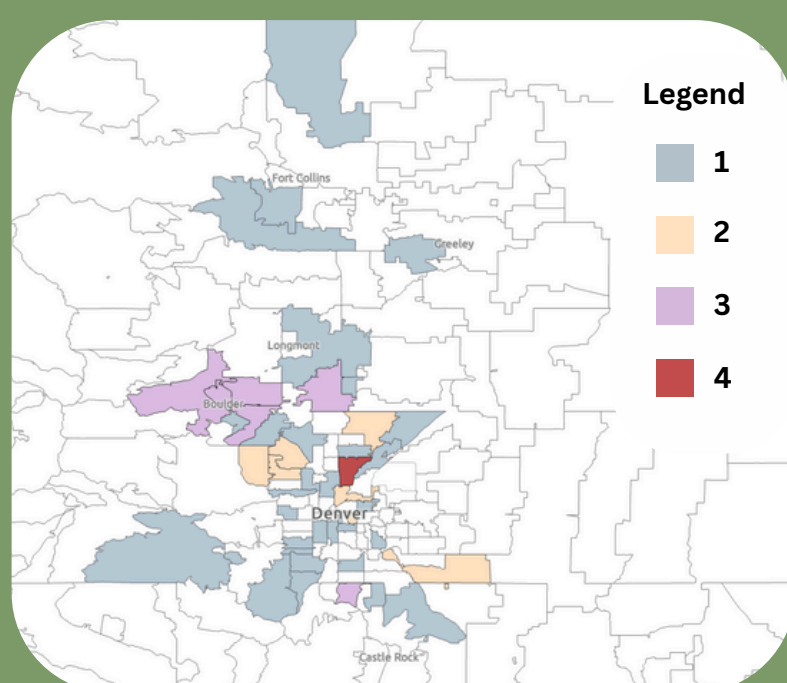 Legend
1
2
3
4
Fort Collins
Greeley
Longmont
Boulder
Denver
Castle Rock